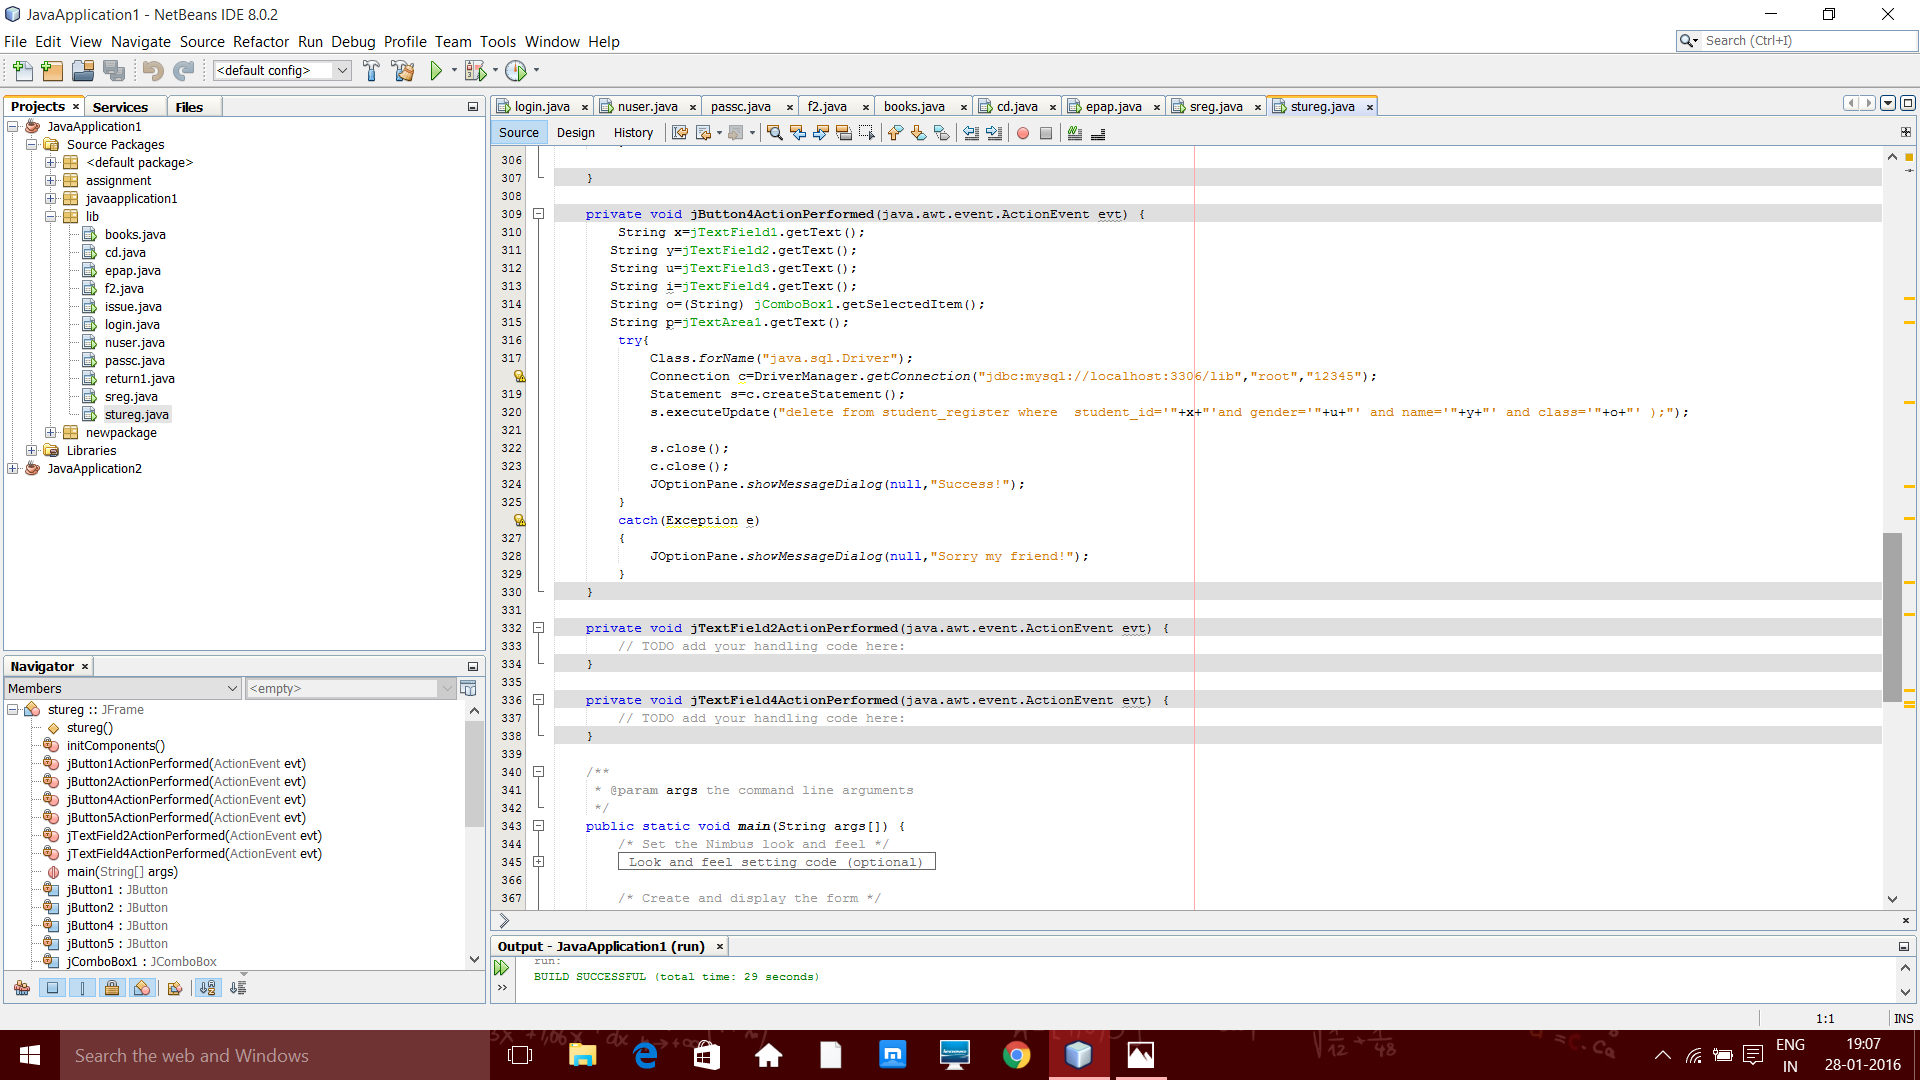 JavaApplication1 - NetBeans IDE 8.0.2
File Edit View Navigate Source Refactor Run Debug Profile Team Tools Window Help
Search (Ctrl+I)
<default config>
Projects Services Files
JavaApplication1
Source Packages
<default package>
assignment
javaapplication1
lib
books.java
cd.java
epap.java
f2.java
issue.java
login.java
nuser.java
passc.java
return1.java
sreg.java
stureg.java
newpackage
Libraries
JavaApplication2
Navigator
Members <empty>
stureg :: JFrame
stureg()
initComponents()
jButton1ActionPerformed(ActionEvent evt)
jButton2ActionPerformed(ActionEvent evt)
jButton4ActionPerformed(ActionEvent evt)
jButton5ActionPerformed(ActionEvent evt)
jTextField2ActionPerformed(ActionEvent evt)
jTextField4ActionPerformed(ActionEvent evt)
main(String[] args)
jButton1 : JButton
jButton2 : JButton
jButton4 : JButton
jButton5 : JButton
jComboBox1 : JComboBox
login.java nuser.java passc.java f2.java books.java cd.java epap.java sreg.java stureg.java
Source Design History
306
307 }
308
309 private void jButton4ActionPerformed(java.awt.event.ActionEvent evt) {
310 String x=jTextField1.getText();
311 String y=jTextField2.getText();
312 String u=jTextField3.getText();
313 String i=jTextField4.getText();
314 String o=(String) jComboBox1.getSelectedItem();
315 String p=jTextArea1.getText();
316 try{
317 Class.forName("java.sql.Driver");
Connection c=DriverManager.getConnection("jdbc:mysql://localhost:3306/lib","root","12345");
319 Statement s=c.createStatement();
320 s.executeUpdate("delete from student_register where  student_id='"+x+"'and gender='"+u+"' and name='"+y+"' and class='"+o+"' );");
321
322 s.close();
323 c.close();
324 JOptionPane.showMessageDialog(null,"Success!");
325 }
catch(Exception e)
327 {
328 JOptionPane.showMessageDialog(null,"Sorry my friend!");
329 }
330 }
331
332 private void jTextField2ActionPerformed(java.awt.event.ActionEvent evt) {
333 // TODO add your handling code here:
334 }
335
336 private void jTextField4ActionPerformed(java.awt.event.ActionEvent evt) {
337 // TODO add your handling code here:
338 }
339
340 /**
341 * @param args the command line arguments
342 */
343 public static void main(String args[]) {
344 /* Set the Nimbus look and feel */
345 Look and feel setting code (optional)
366
367 /* Create and display the form */
Output - JavaApplication1 (run)
run:
BUILD SUCCESSFUL (total time: 29 seconds)
1:1 INS
Search the web and Windows
ENG
IN
19:07
28-01-2016